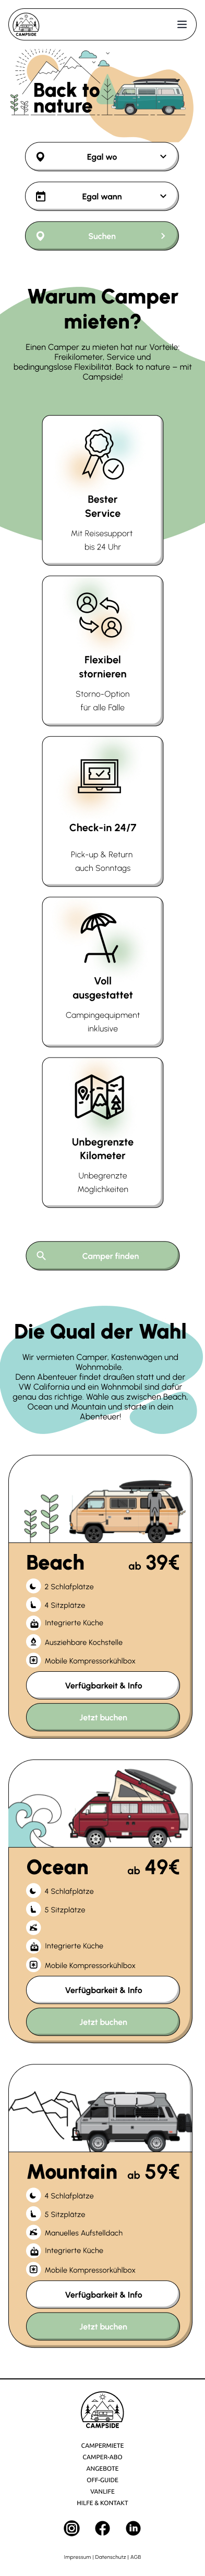 CAMPSIDE
Back to
nature
Egal wo
Egal wann
Suchen
Warum Camper
mieten?
Einen Camper zu mieten hat nur Vorteile:
Freikilometer, Service und
bedingungslose Flexibilität. Back to nature – mit
Campside!
Bester
Service
Mit Reisesupport
bis 24 Uhr
Flexibel
stornieren
Storno-Option
für alle Fälle
Check-in 24/7
Pick-up & Return
auch Sonntags
Voll
ausgestattet
Campingequipment
inklusive
Unbegrenzte
Kilometer
Unbegrenzte
Möglichkeiten
Camper finden
Die Qual der Wahl
Wir vermieten Camper, Kastenwägen und
Wohnmobile.
Denn Abenteuer findet draußen statt und der
VW California und ein Wohnmobil sind dafür
genau das richtige. Wähle aus zwischen Beach,
Ocean und Mountain und starte in dein
Abenteuer!
Beach ab 39€
2 Schlafplätze
4 Sitzplätze
Integrierte Küche
Ausziehbare Kochstelle
Mobile Kompressorkühlbox
Verfügbarkeit & Info
Jetzt buchen
Ocean ab 49€
4 Schlafplätze
5 Sitzplätze
Integrierte Küche
Mobile Kompressorkühlbox
Verfügbarkeit & Info
Jetzt buchen
Mountain ab 59€
4 Schlafplätze
5 Sitzplätze
Manuelles Aufstelldach
Integrierte Küche
Mobile Kompressorkühlbox
Verfügbarkeit & Info
Jetzt buchen
CAMPSIDE
CAMPERMIETE
CAMPER-ABO
ANGEBOTE
OFF-GUIDE
VANLIFE
HILFE & KONTAKT
Impressum | Datenschutz | AGB